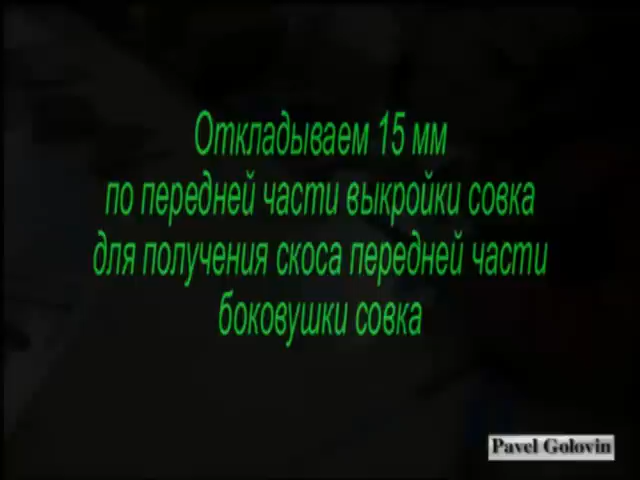 Откладываем 15 мм
по передней части выкройки совка
для получения скоса передней части
боковушки совка
Pavel Golovin